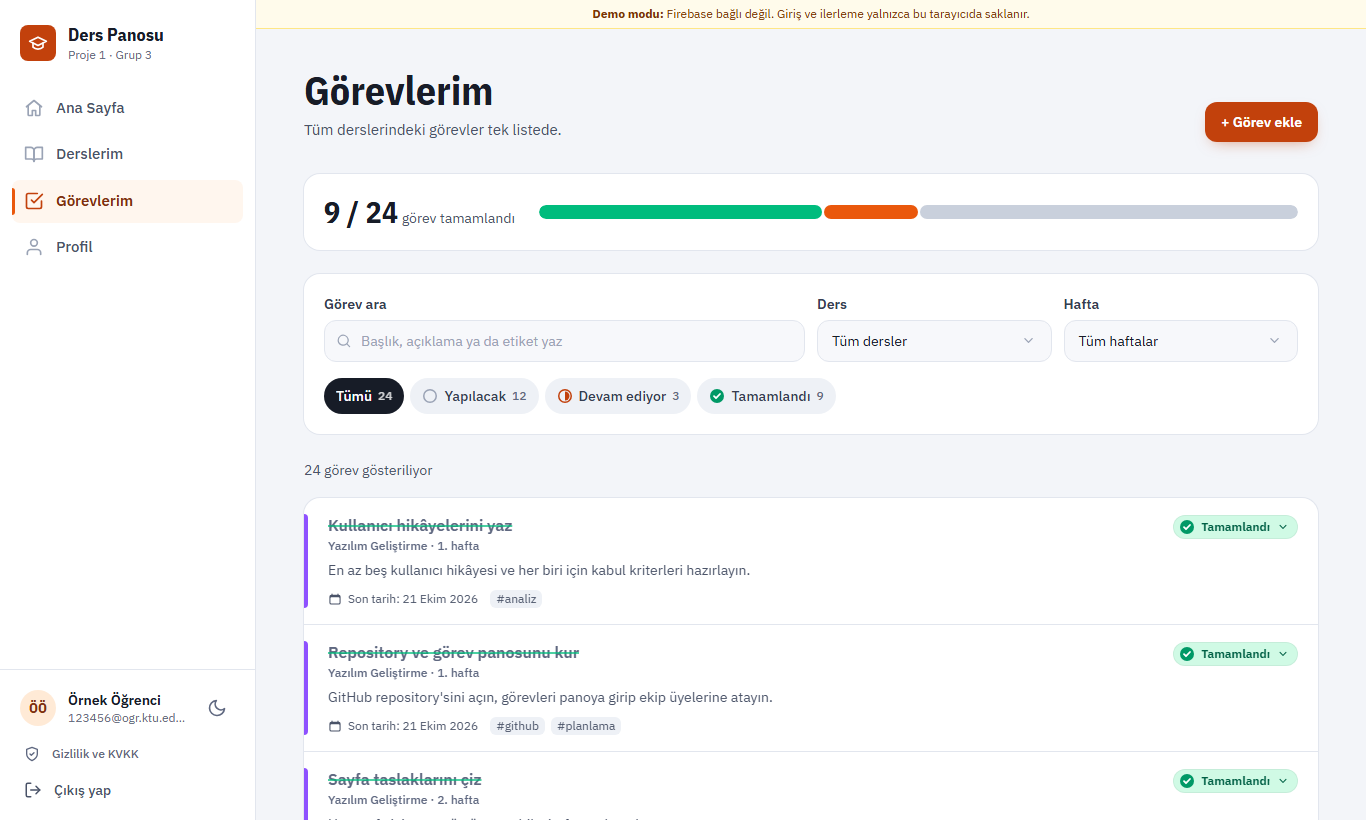 Ders Panosu
Proje 1 · Grup 3
Ana Sayfa
Derslerim
Görevlerim
Profil
Örnek Öğrenci
ÖÖ
123456@ogr.ktu.ed...
Gizlilik ve KVKK
Çıkış yap
Demo modu: Firebase bağlı değil. Giriş ve ilerleme yalnızca bu tarayıcıda saklanır.
Görevlerim
Tüm derslerindeki görevler tek listede.
+ Görev ekle
9 / 24 görev tamamlandı
Görev ara
Ders
Hafta
Başlık, açıklama ya da etiket yaz
Tüm dersler
Tüm haftalar
Tümü 24
Yapılacak 12
Devam ediyor 3
Tamamlandı 9
24 görev gösteriliyor
Kullanıcı hikâyelerini yaz
Tamamlandı
Yazılım Geliştirme · 1. hafta
En az beş kullanıcı hikâyesi ve her biri için kabul kriterleri hazırlayın.
Son tarih: 21 Ekim 2026 #analiz
Repository ve görev panosunu kur
Tamamlandı
Yazılım Geliştirme · 1. hafta
GitHub repository'sini açın, görevleri panoya girip ekip üyelerine atayın.
Son tarih: 21 Ekim 2026 #github #planlama
Sayfa taslaklarını çiz
Tamamlandı
Yazılım Geliştirme · 2. hafta